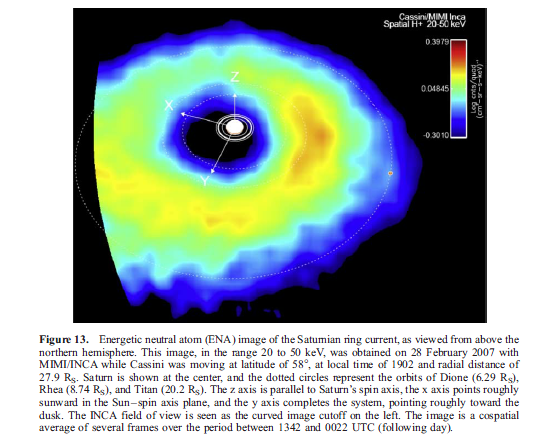 Cassini/MIMI Inca
Spatial H+ 20-50 keV
0.3979
0.04845
-0.3010
Log cnts/quad
(cm²-sr-s-keV)⁻¹
Z
X
Y
Figure 13. Energetic neutral atom (ENA) image of the Saturnian ring current, as viewed from above the
northern hemisphere. This image, in the range 20 to 50 keV, was obtained on 28 February 2007 with
MIMI/INCA while Cassini was moving at latitude of 58°, at local time of 1902 and radial distance of
27.9 R_S. Saturn is shown at the center, and the dotted circles represent the orbits of Dione (6.29 R_S),
Rhea (8.74 R_S), and Titan (20.2 R_S). The z axis is parallel to Saturn's spin axis, the x axis points roughly
sunward in the Sun–spin axis plane, and the y axis completes the system, pointing roughly toward the
dusk. The INCA field of view is seen as the curved image cutoff on the left. The image is a cospatial
average of several frames over the period between 1342 and 0022 UTC (following day).